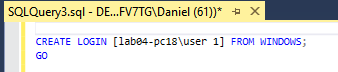 SQLQuery3.sql - DE...FV7TG\Daniel (61))*
CREATE LOGIN [lab04-pc18\user 1] FROM WINDOWS;
GO